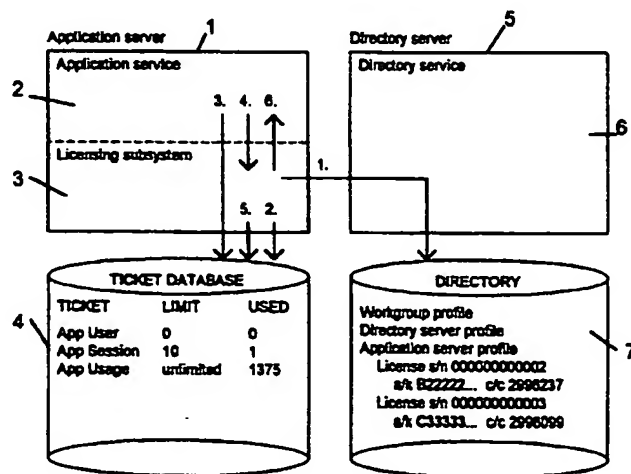 1
5
Application server
Directory server
Application service
Directory service
2
3. 4. 6.
6
Licensing subsystem
3
1.
5. 2.
TICKET DATABASE
TICKET LIMIT USED
4
App User 0 0
App Session 10 1
App Usage unlimited 1375
DIRECTORY
Workgroup profile
Directory server profile
Application server profile
7
License s/n 000000000002
a/k B22222... c/c 2996237
License s/n 000000000003
a/k C33333... c/c 2996099